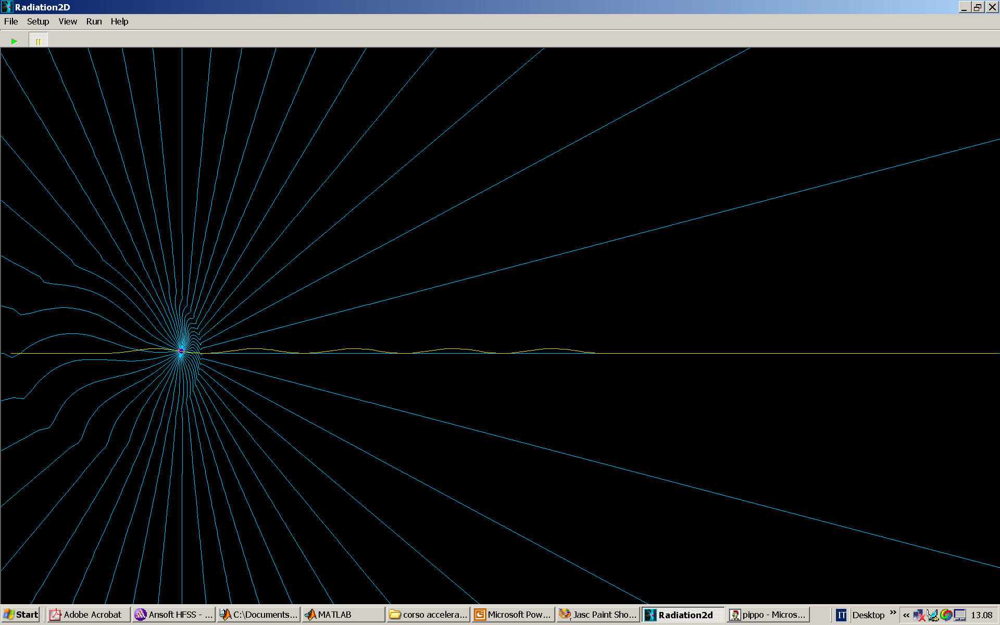 Radiation2D
File Setup View Run Help
Start Adobe Acrobat Ansoft HFSS - ... C:\Documents... MATLAB corso accelera... Microsoft Pow... Jasc Paint Sho... Radiation2d pippo - Micros... IT Desktop » « 13.08